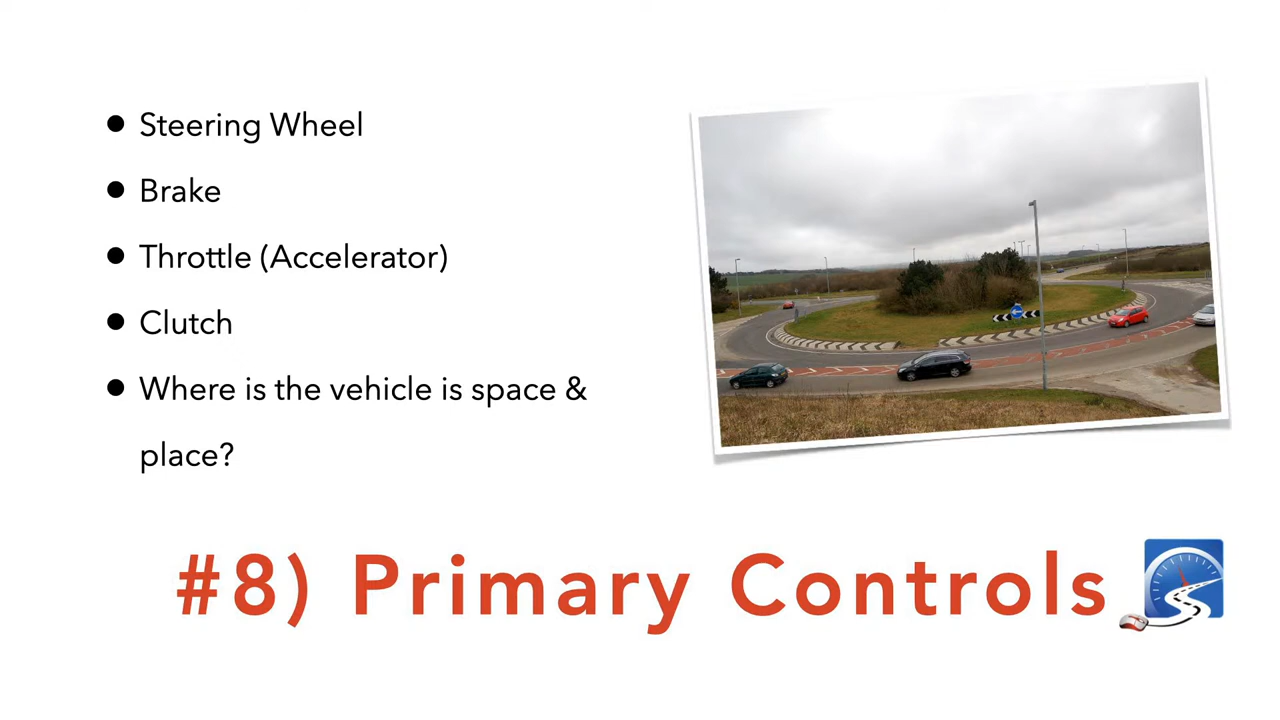 • Steering Wheel
• Brake
• Throttle (Accelerator)
• Clutch
• Where is the vehicle is space &
place?
#8) Primary Controls